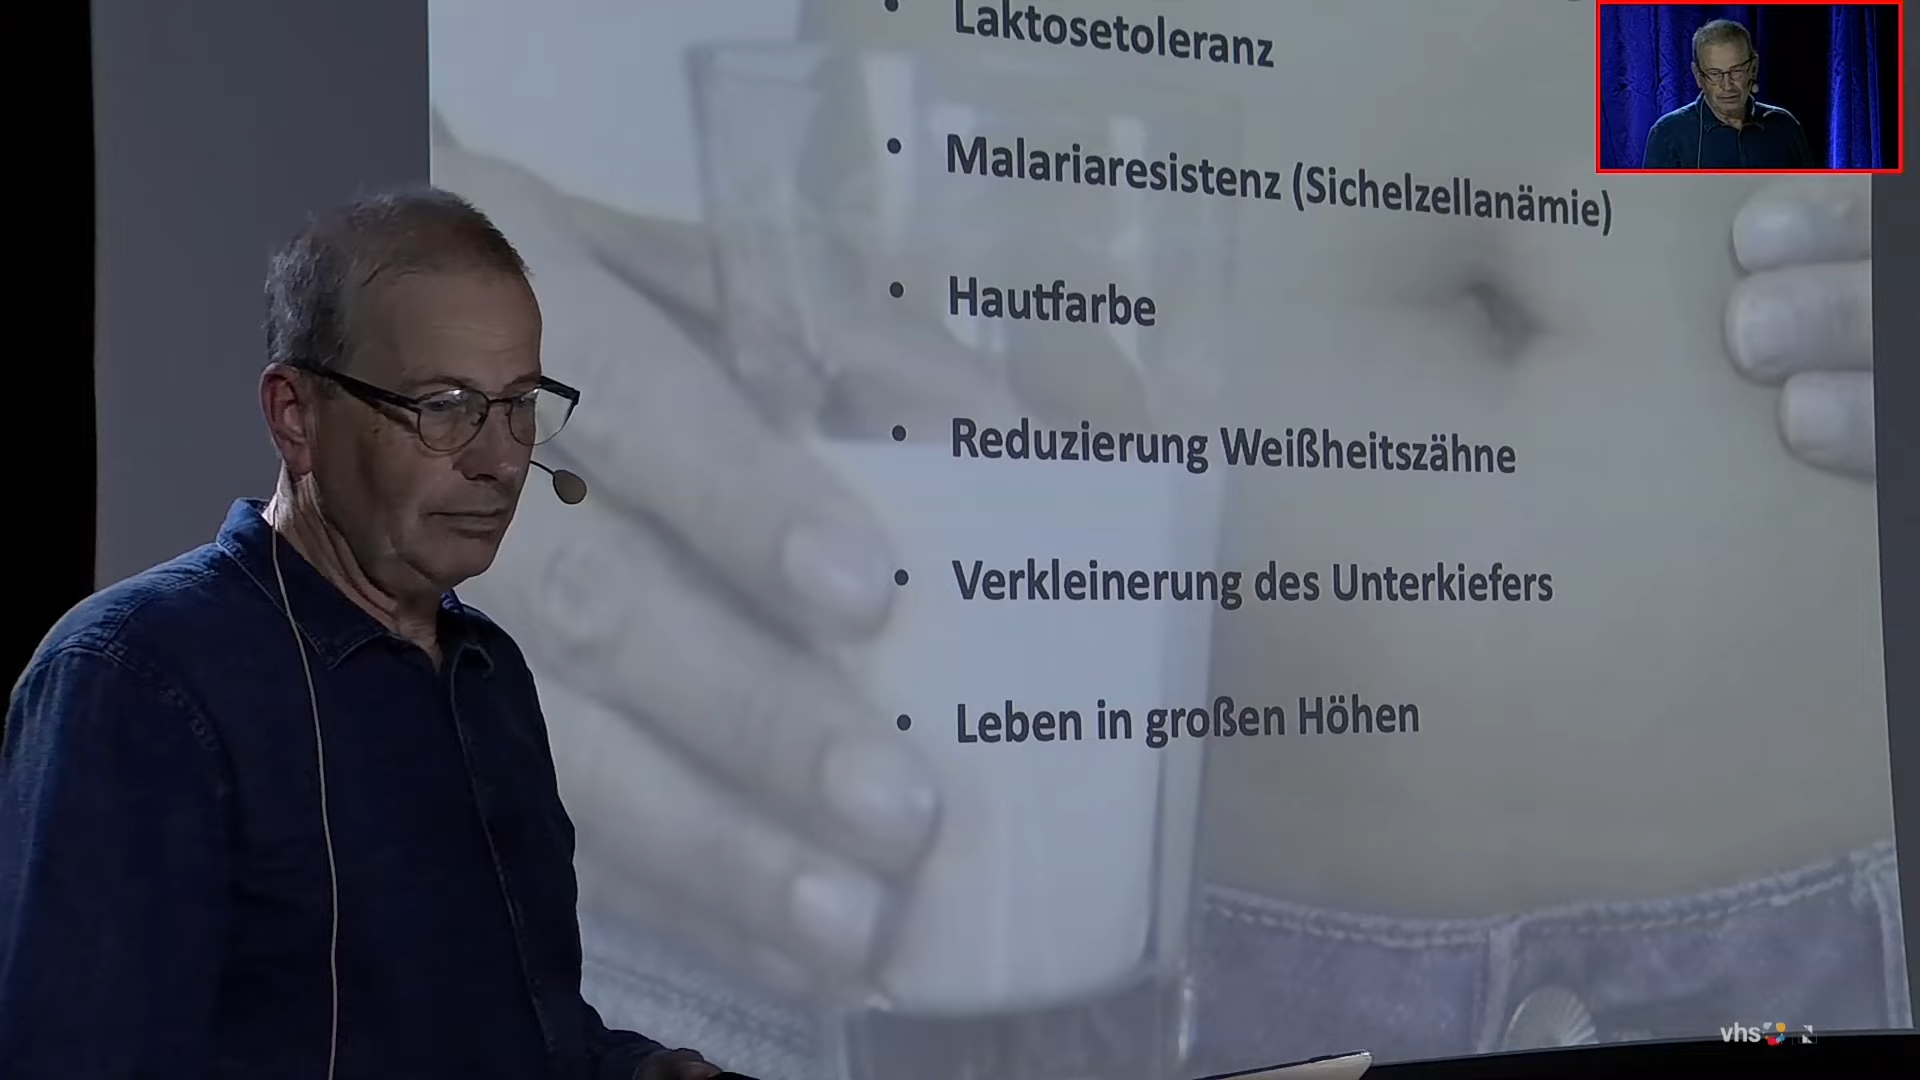 Laktosetoleranz
Malariaresistenz (Sichelzellanämie)
Hautfarbe
Reduzierung Weißheitszähne
Verkleinerung des Unterkiefers
Leben in großen Höhen
vhs